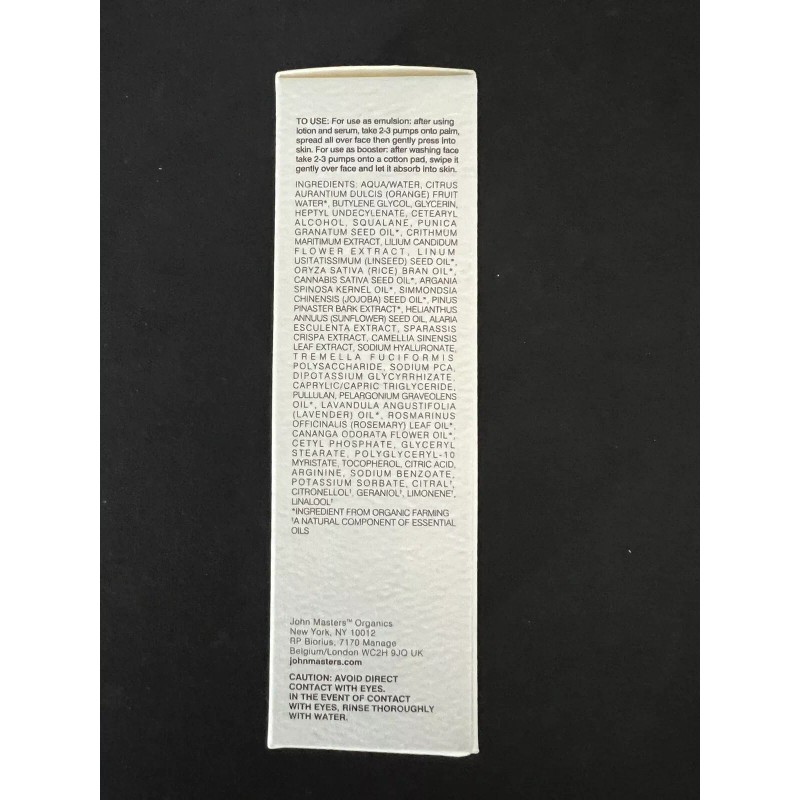 TO USE: For use as emulsion: after using
lotion and serum, take 2-3 pumps onto palm,
spread all over face then gently press into
skin. For use as booster: after washing face
take 2-3 pumps onto a cotton pad, swipe it
gently over face and let it absorb into skin.
INGREDIENTS: AQUA/WATER, CITRUS
AURANTIUM DULCIS (ORANGE) FRUIT
WATER*, BUTYLENE GLYCOL, GLYCERIN,
HEPTYL UNDECYLENATE, CETEARYL
ALCOHOL, SQUALANE, PUNICA
GRANATUM SEED OIL*, CRITHMUM
MARITIMUM EXTRACT, LILIUM CANDIDUM
FLOWER EXTRACT, LINUM
USITATISSIMUM (LINSEED) SEED OIL*,
ORYZA SATIVA (RICE) BRAN OIL*,
CANNABIS SATIVA SEED OIL*, ARGANIA
SPINOSA KERNEL OIL*, SIMMONDSIA
CHINENSIS (JOJOBA) SEED OIL*, PINUS
PINASTER BARK EXTRACT*, HELIANTHUS
ANNUUS (SUNFLOWER) SEED OIL, ALARIA
ESCULENTA EXTRACT, SPARASSIS
CRISPA EXTRACT, CAMELLIA SINENSIS
LEAF EXTRACT, SODIUM HYALURONATE,
TREMELLA FUCIFORMIS
POLYSACCHARIDE, SODIUM PCA,
DIPOTASSIUM GLYCYRRHIZATE,
CAPRYLIC/CAPRIC TRIGLYCERIDE,
PULLULAN, PELARGONIUM GRAVEOLENS
OIL*, LAVANDULA ANGUSTIFOLIA
(LAVENDER) OIL*, ROSMARINUS
OFFICINALIS (ROSEMARY) LEAF OIL*,
CANANGA ODORATA FLOWER OIL*,
CETYL PHOSPHATE, GLYCERYL
STEARATE, POLYGLYCERYL-10
MYRISTATE, TOCOPHEROL, CITRIC ACID,
ARGININE, SODIUM BENZOATE,
POTASSIUM SORBATE, CITRAL†,
CITRONELLOL†, GERANIOL†, LIMONENE†,
LINALOOL†
*INGREDIENT FROM ORGANIC FARMING
†A NATURAL COMPONENT OF ESSENTIAL
OILS
John Masters™ Organics
New York, NY 10012
RP Biorius, 7170 Manage
Belgium/London WC2H 9JQ UK
johnmasters.com
CAUTION: AVOID DIRECT
CONTACT WITH EYES.
IN THE EVENT OF CONTACT
WITH EYES, RINSE THOROUGHLY
WITH WATER.